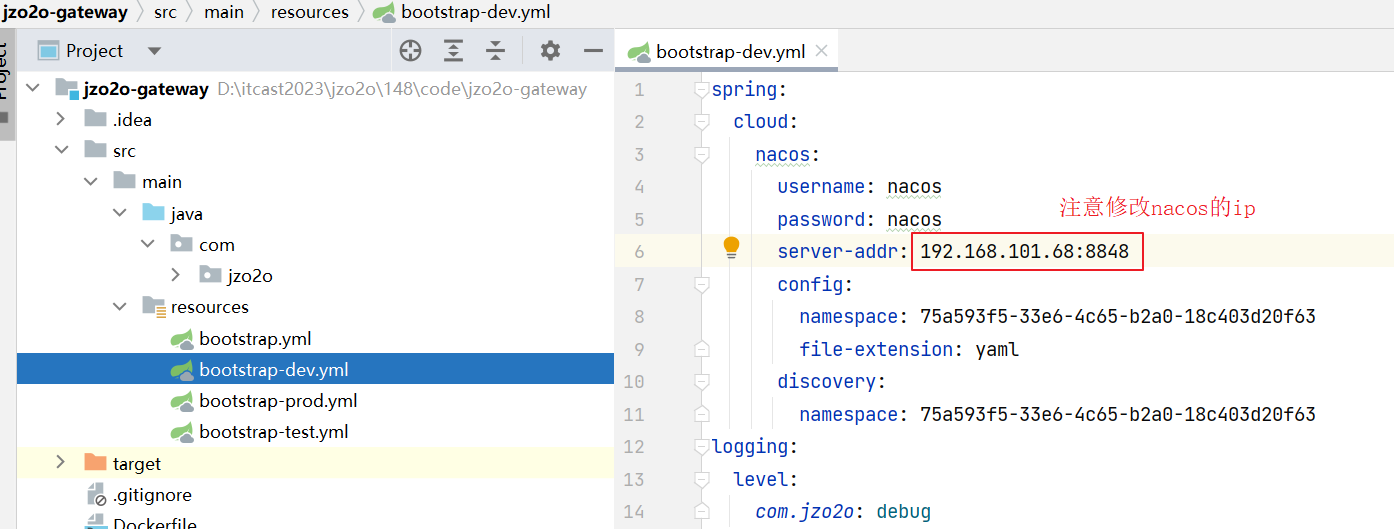 jzo2o-gateway src main resources bootstrap-dev.yml
Project
bootstrap-dev.yml
Project
jzo2o-gateway D:\itcast2023\jzo2o\148\code\jzo2o-gateway
.idea
src
main
java
com
jzo2o
resources
bootstrap.yml
bootstrap-dev.yml
bootstrap-prod.yml
bootstrap-test.yml
target
.gitignore
Dockerfile
1 spring:
2 cloud:
3 nacos:
4 username: nacos
5 password: nacos
注意修改nacos的ip
6 server-addr: 192.168.101.68:8848
7 config:
8 namespace: 75a593f5-33e6-4c65-b2a0-18c403d20f63
9 file-extension: yaml
10 discovery:
11 namespace: 75a593f5-33e6-4c65-b2a0-18c403d20f63
12 logging:
13 level:
14 com.jzo2o: debug